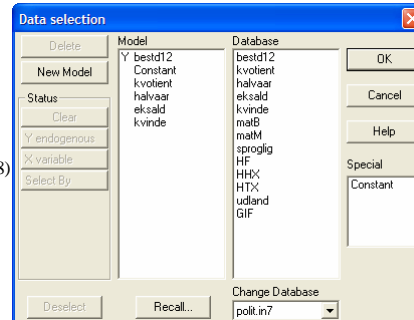 Data selection
Delete
New Model
Status
Clear
Y endogenous
X variable
Select By
Deselect
8)
Model
Y bestd12
Constant
kvotient
halvaar
eksald
kvinde
Recall...
Database
bestd12
kvotient
halvaar
eksald
kvinde
matB
matM
sproglig
HF
HHX
HTX
udland
GIF
Change Database
polit.in7
OK
Cancel
Help
Special
Constant